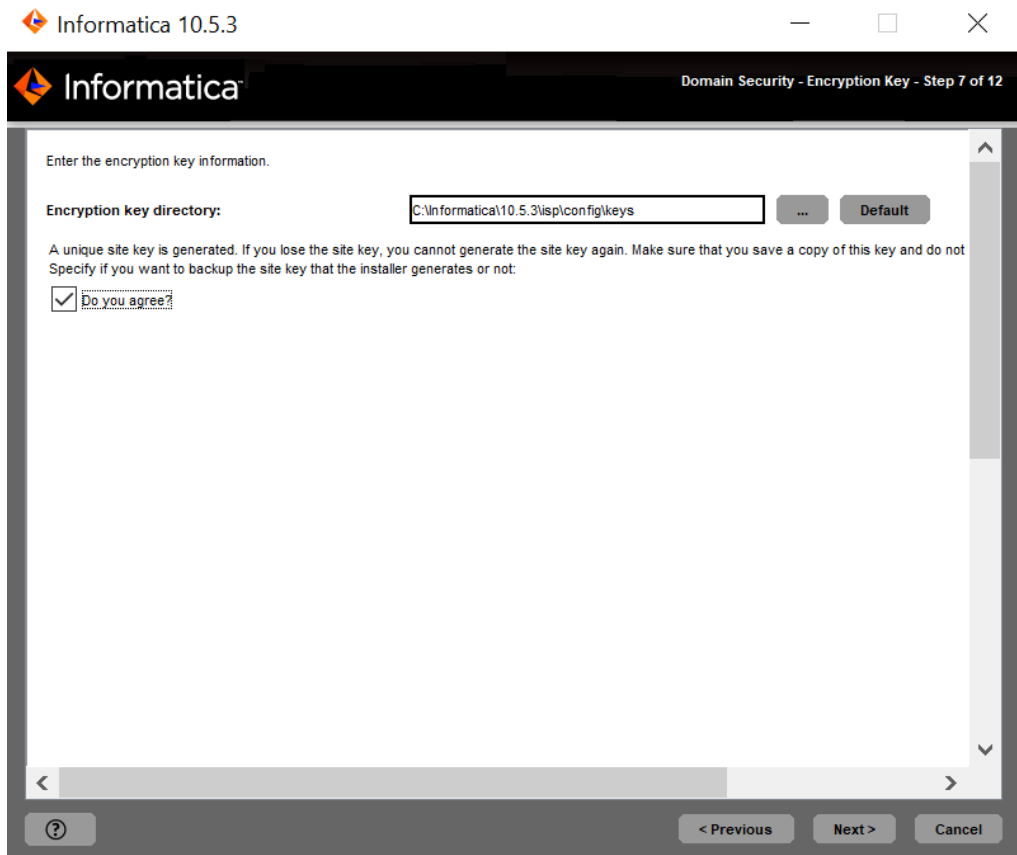 Informatica 10.5.3
Informatica
Domain Security - Encryption Key - Step 7 of 12
Enter the encryption key information.
Encryption key directory:
C:\Informatica\10.5.3\isp\config\keys
...
Default
A unique site key is generated. If you lose the site key, you cannot generate the site key again. Make sure that you save a copy of this key and do not
Specify if you want to backup the site key that the installer generates or not:
Do you agree?
?
< Previous
Next >
Cancel